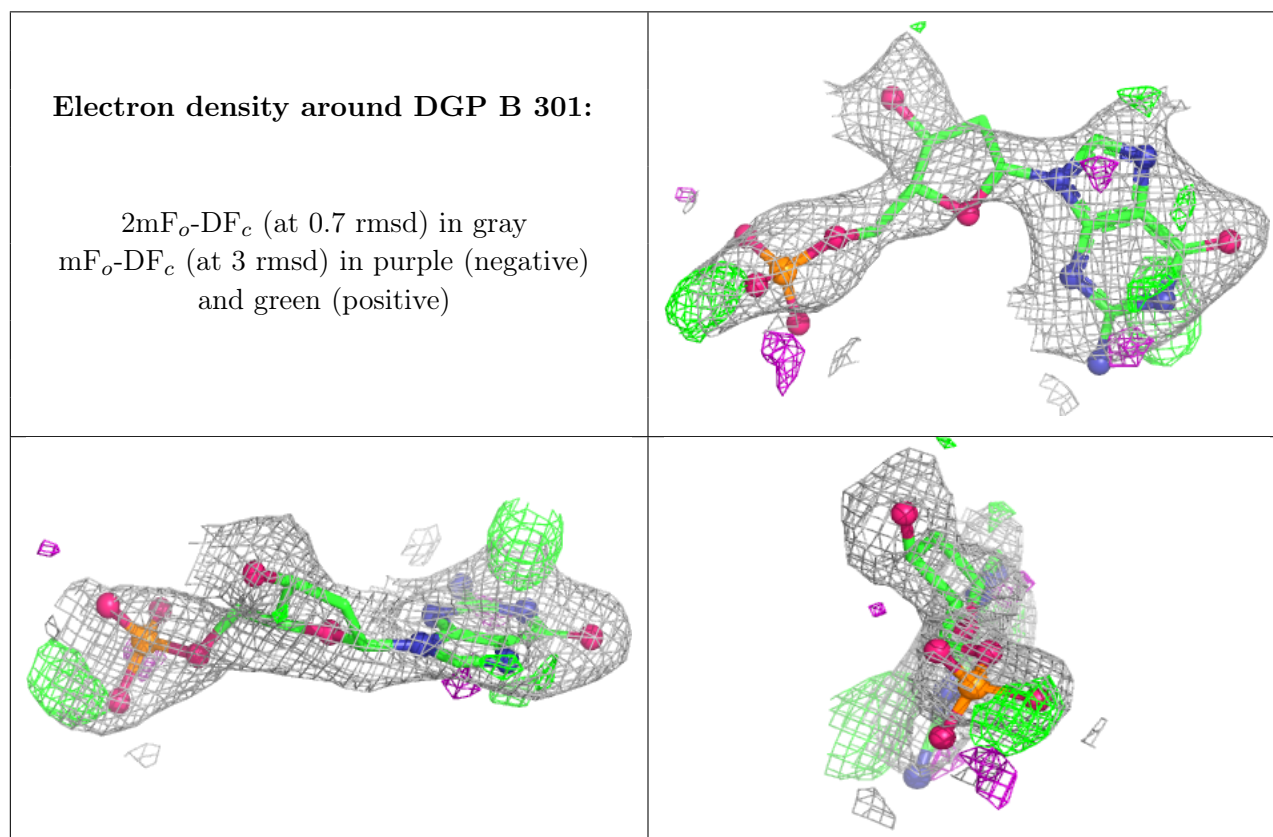 Electron density around DGP B 301:
2mFo-DFc (at 0.7 rmsd) in gray
mFo-DFc (at 3 rmsd) in purple (negative)
and green (positive)